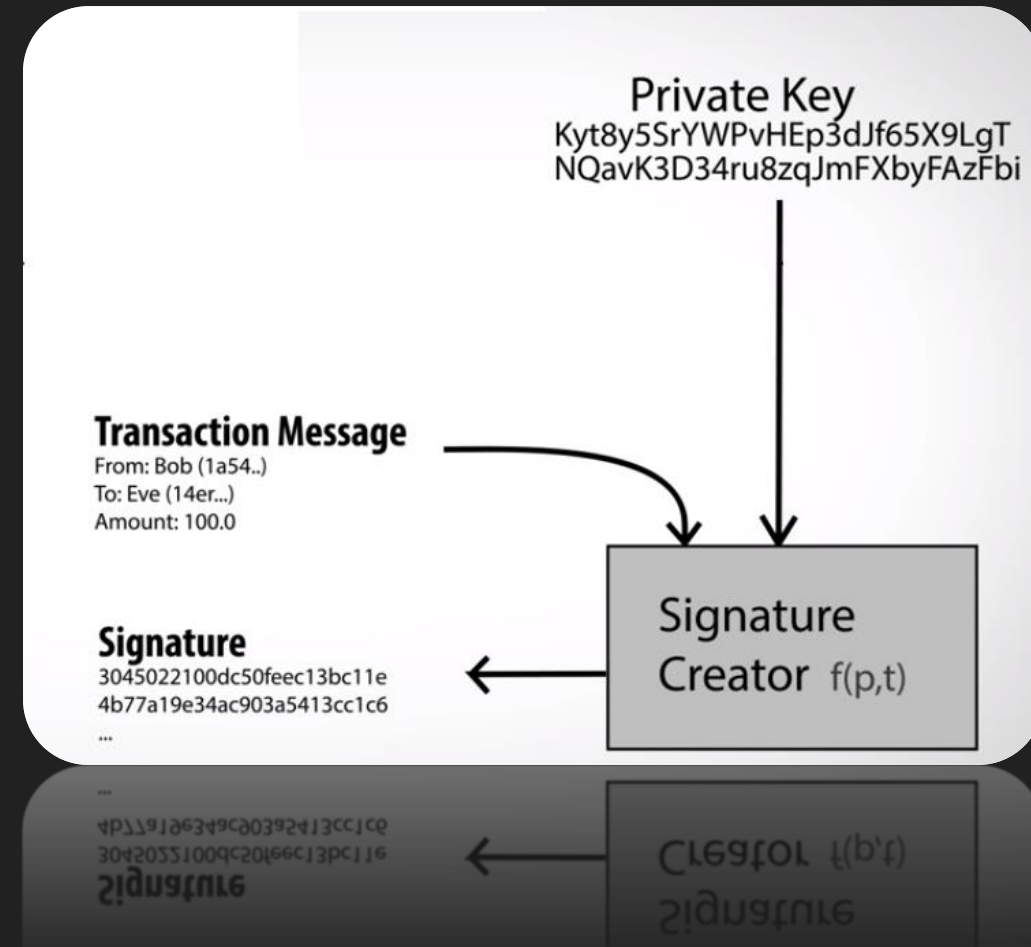 Private Key
Kyt8y5SrYWPvHEp3dJf65X9LgT
NQavK3D34ru8zqJmFXbyFAzFbi
Transaction Message
From: Bob (1a54..)
To: Eve (14er...)
Amount: 100.0
Signature
Creator f(p,t)
Signature
3045022100dc50feec13bc11e
4b77a19e34ac903a5413cc1c6
...